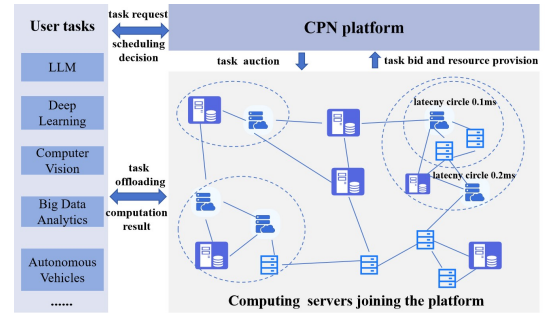 User tasks
LLM
Deep
Learning
Computer
Vision
Big Data
Analytics
Autonomous
Vehicles
......
task request
scheduling
decision
task
offloading
computation
result
CPN platform
task auction
task bid and resource provision
latecny circle 0.1ms
latecny circle 0.2ms
Computing servers joining the platform